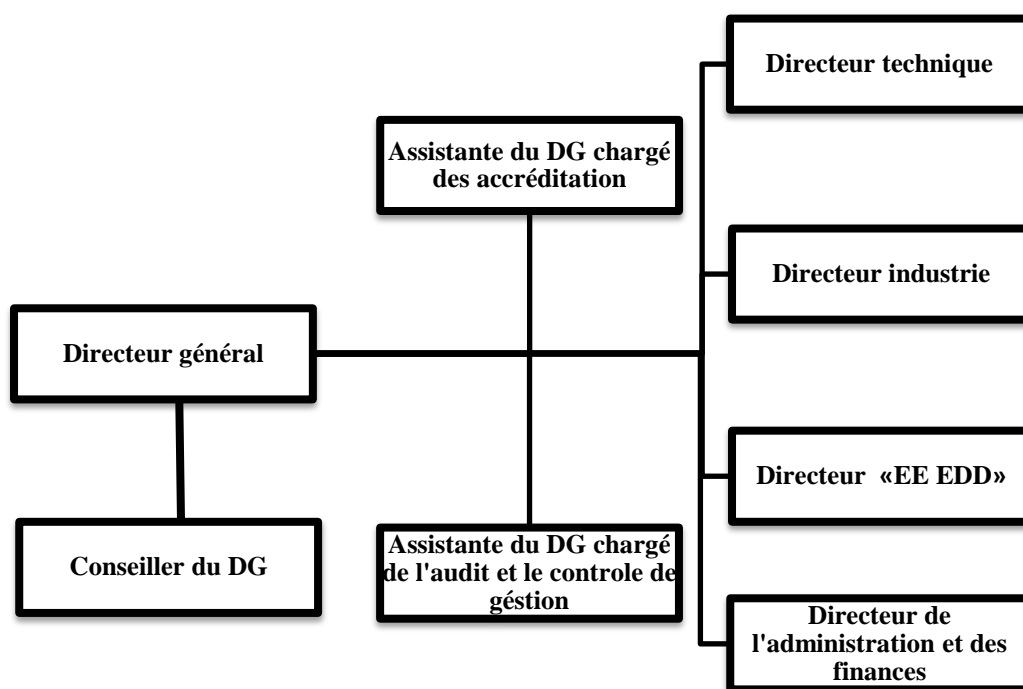 Directeur technique
Assistante du DG chargé
des accréditation
Directeur industrie
Directeur général
Directeur «EE EDD»
Conseiller du DG
Assistante du DG chargé
de l'audit et le controle de
géstion
Directeur de
l'administration et des
finances